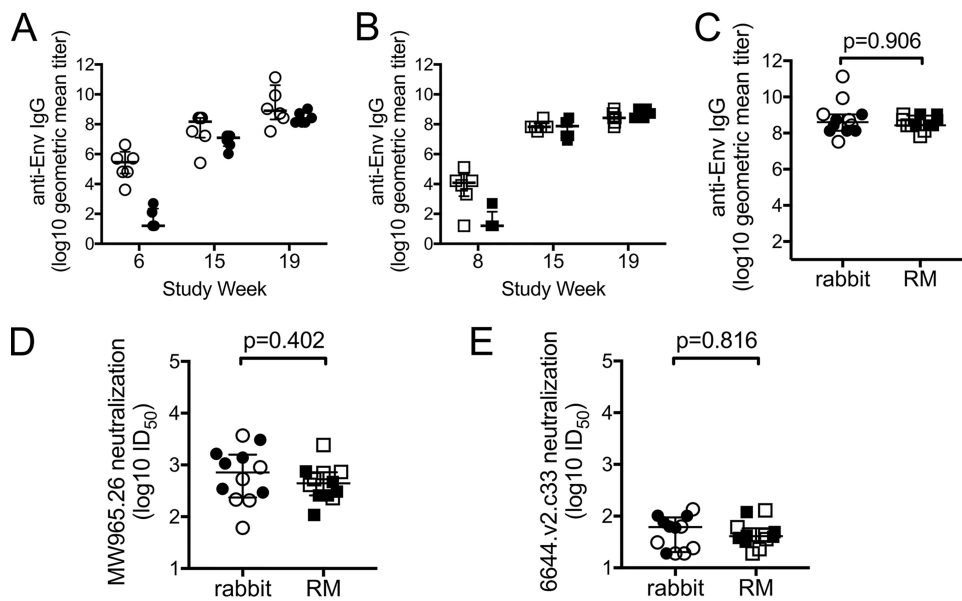 A
anti-Env IgG
(log10 geometric mean titer)
12
10
8
6
4
2
0
6
15
19
Study Week
B
anti-Env IgG
(log10 geometric mean titer)
12
10
8
6
4
2
0
8
15
19
Study Week
C
p=0.906
anti-Env IgG
(log10 geometric mean titer)
12
10
8
6
4
2
rabbit RM
D
p=0.402
MW965.26 neutralization
(log10 ID50)
5
4
3
2
1
rabbit RM
E
p=0.816
6644.v2.c33 neutralization
(log10 ID50)
5
4
3
2
1
rabbit RM